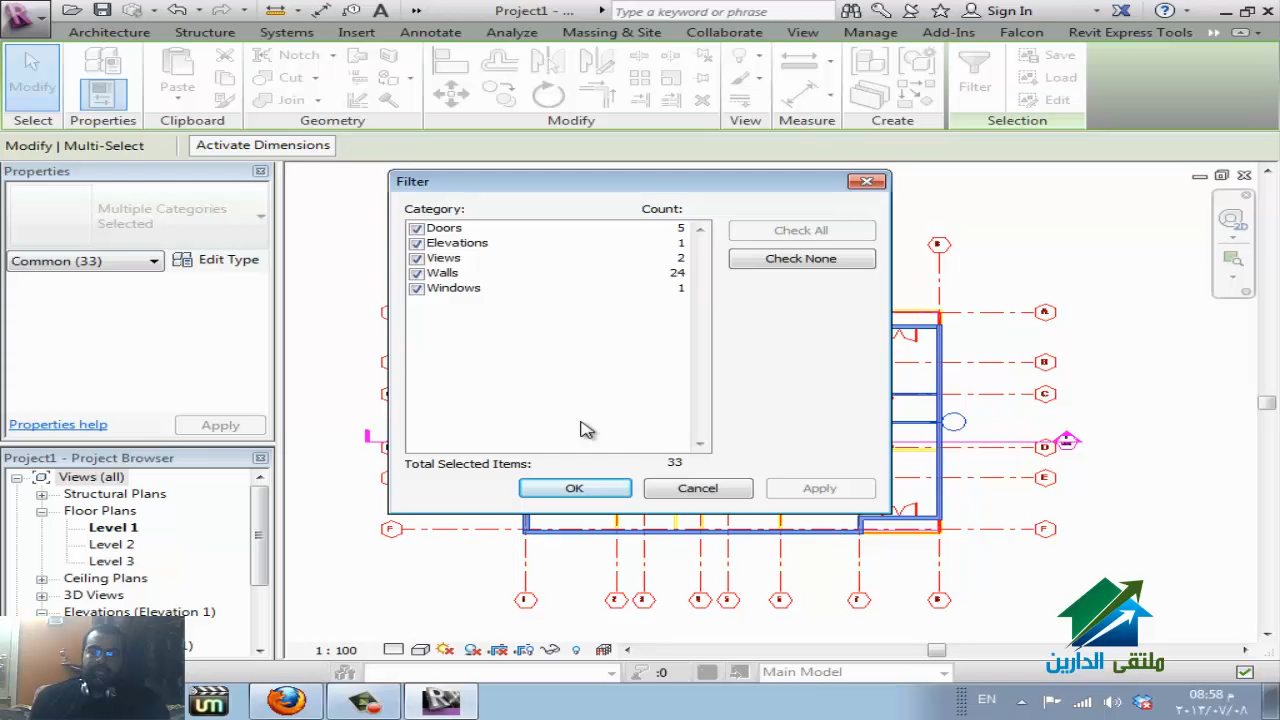 Project1 - ...
Type a keyword or phrase
Sign In
Architecture
Structure
Systems
Insert
Annotate
Analyze
Massing & Site
Collaborate
View
Manage
Add-Ins
Falcon
Revit Express Tools
Modify
Paste
Notch
Cut
Join
Filter
Save
Load
Edit
Select
Properties
Clipboard
Geometry
Modify
View
Measure
Create
Selection
Modify | Multi-Select
Activate Dimensions
Properties
Multiple Categories
Selected
Common (33)
Edit Type
Properties help
Apply
Project1 - Project Browser
Views (all)
Structural Plans
Floor Plans
Level 1
Level 2
Level 3
Ceiling Plans
3D Views
Elevations (Elevation 1)
Filter
Category:
Count:
Doors 5
Elevations 1
Views 2
Walls 24
Windows 1
Check All
Check None
Total Selected Items: 33
OK
Cancel
Apply
2D
C
D
E
F
F
1 : 100
:0
Main Model
ملتقى الدارين
um
EN
08:58 م
٢٠١٣/٠٧/٠٨